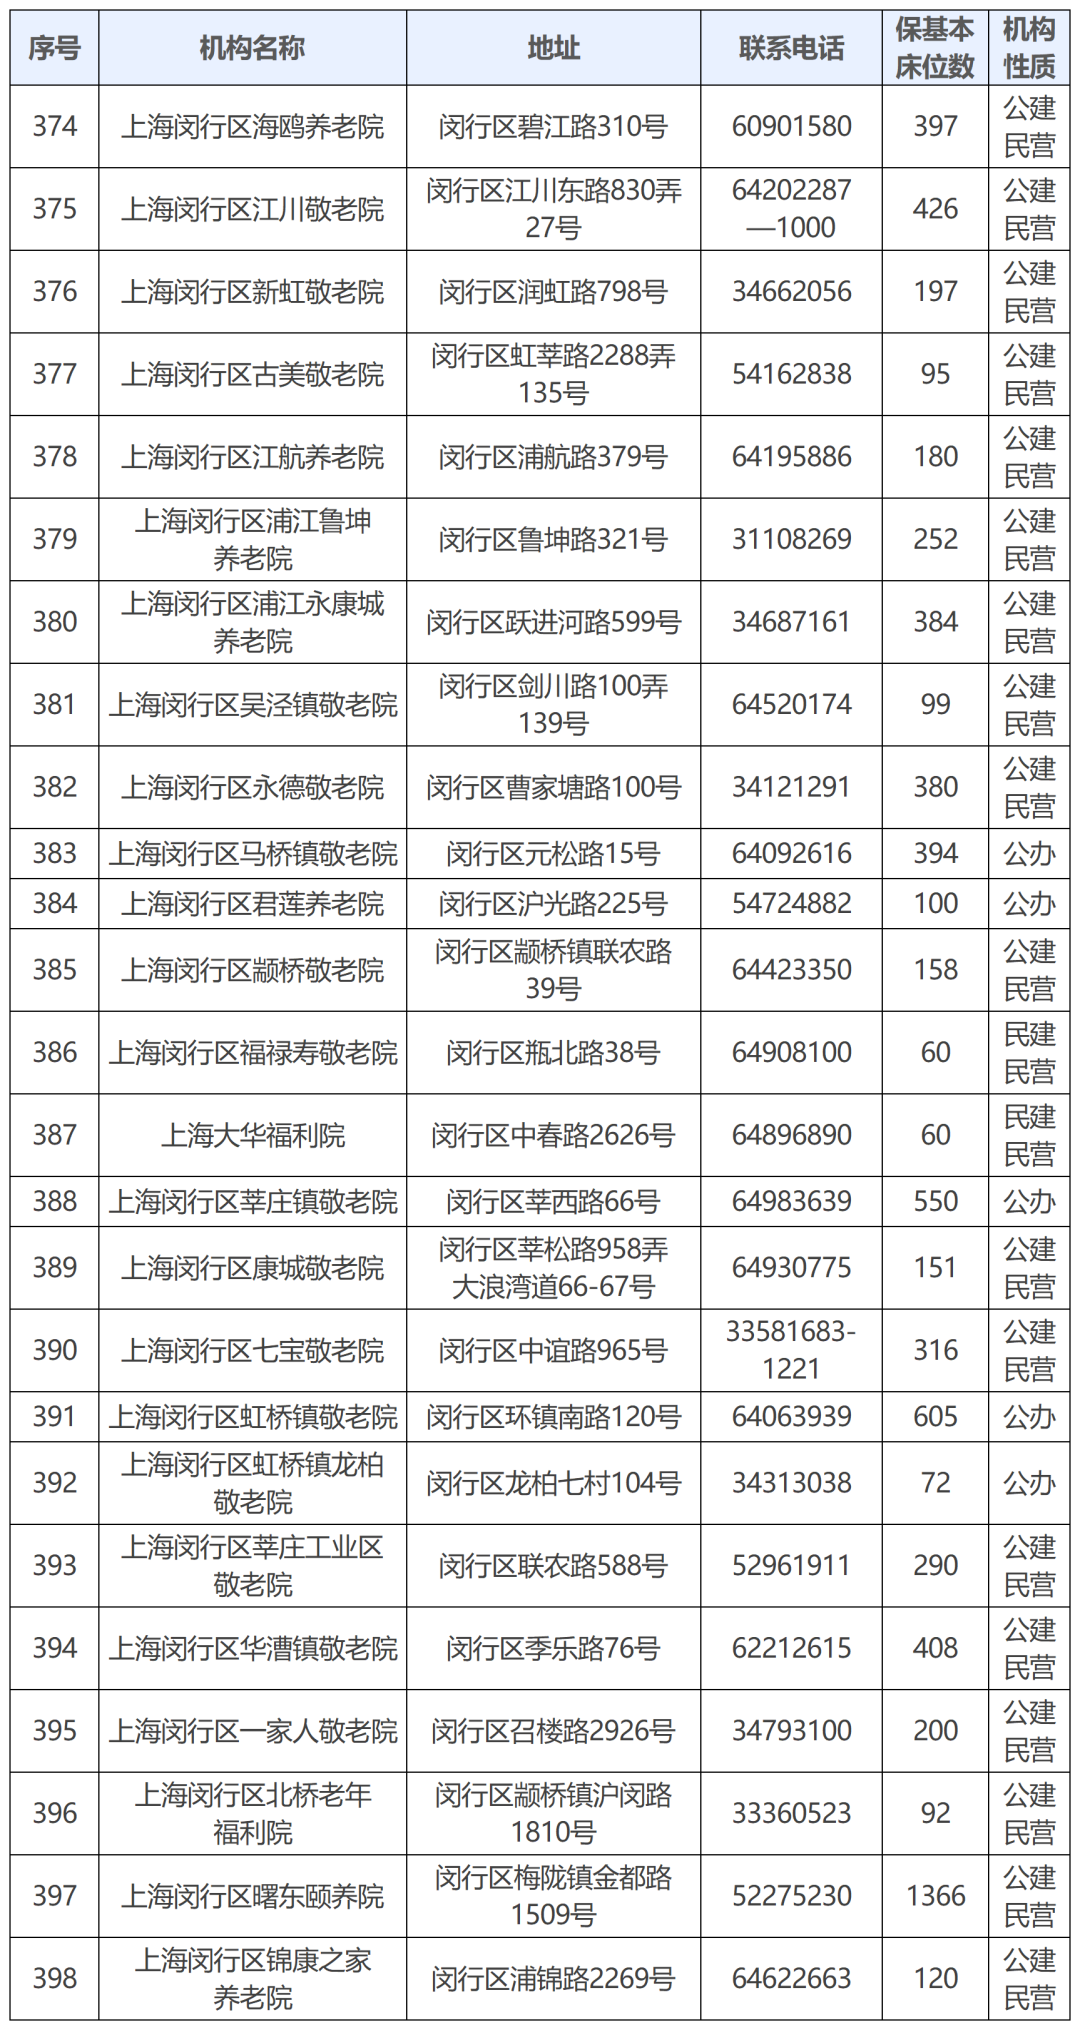 序号 机构名称 地址 联系电话 保基本床位数 机构性质
374 上海闵行区海鸥养老院 闵行区碧江路310号 60901580 397 公建民营
375 上海闵行区江川敬老院 闵行区江川东路830弄27号 64202287—1000 426 公建民营
376 上海闵行区新虹敬老院 闵行区润虹路798号 34662056 197 公建民营
377 上海闵行区古美敬老院 闵行区虹莘路2288弄135号 54162838 95 公建民营
378 上海闵行区江航养老院 闵行区浦航路379号 64195886 180 公建民营
379 上海闵行区浦江鲁坤养老院 闵行区鲁坤路321号 31108269 252 公建民营
380 上海闵行区浦江永康城养老院 闵行区跃进河路599号 34687161 384 公建民营
381 上海闵行区吴泾镇敬老院 闵行区剑川路100弄139号 64520174 99 公建民营
382 上海闵行区永德敬老院 闵行区曹家塘路100号 34121291 380 公建民营
383 上海闵行区马桥镇敬老院 闵行区元松路15号 64092616 394 公办
384 上海闵行区君莲养老院 闵行区沪光路225号 54724882 100 公办
385 上海闵行区颛桥敬老院 闵行区颛桥镇联农路39号 64423350 158 公建民营
386 上海闵行区福禄寿敬老院 闵行区瓶北路38号 64908100 60 民建民营
387 上海大华福利院 闵行区中春路2626号 64896890 60 民建民营
388 上海闵行区莘庄镇敬老院 闵行区莘西路66号 64983639 550 公办
389 上海闵行区康城敬老院 闵行区莘松路958弄大浪湾道66-67号 64930775 151 公建民营
390 上海闵行区七宝敬老院 闵行区中谊路965号 33581683-1221 316 公建民营
391 上海闵行区虹桥镇敬老院 闵行区环镇南路120号 64063939 605 公办
392 上海闵行区虹桥镇龙柏敬老院 闵行区龙柏七村104号 34313038 72 公办
393 上海闵行区莘庄工业区敬老院 闵行区联农路588号 52961911 290 公建民营
394 上海闵行区华漕镇敬老院 闵行区季乐路76号 62212615 408 公建民营
395 上海闵行区一家人敬老院 闵行区召楼路2926号 34793100 200 公建民营
396 上海闵行区北桥老年福利院 闵行区颛桥镇沪闵路1810号 33360523 92 公建民营
397 上海闵行区曙东颐养院 闵行区梅陇镇金都路1509号 52275230 1366 公建民营
398 上海闵行区锦康之家养老院 闵行区浦锦路2269号 64622663 120 公建民营